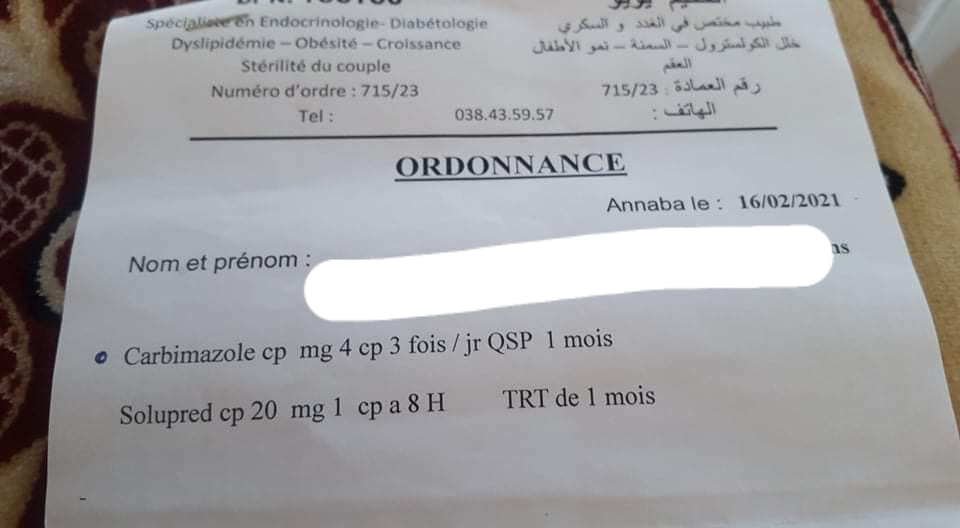 Spécialiste en Endocrinologie- Diabétologie
طبيب مختص في الغدد و السكري
Dyslipidémie – Obésité – Croissance
خلل الكولسترول – السمنة – نمو الأطفال
Stérilité du couple
العقم
Numéro d'ordre : 715/23
رقم العمادة : 715/23
Tel : 038.43.59.57 الهاتف :
ORDONNANCE
Annaba le : 16/02/2021
Nom et prénom :
Carbimazole cp mg 4 cp 3 fois / jr QSP 1 mois
Solupred cp 20 mg 1 cp a 8 H TRT de 1 mois
-